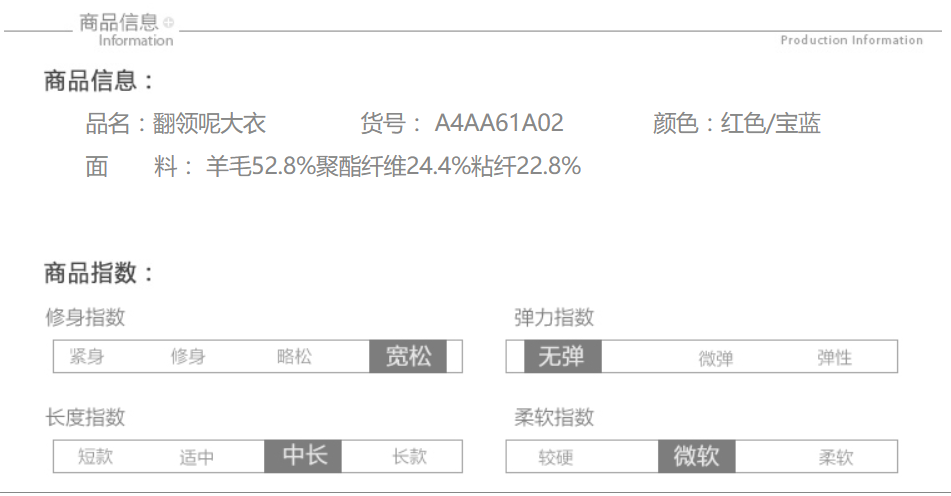 商品信息
Information
Production Information
商品信息：
品名：翻领呢大衣 货号： A4AA61A02 颜色：红色/宝蓝
面 料： 羊毛52.8%聚酯纤维24.4%粘纤22.8%
商品指数：
修身指数 弹力指数
紧身 修身 略松 宽松 无弹 微弹 弹性
长度指数 柔软指数
短款 适中 中长 长款 较硬 微软 柔软